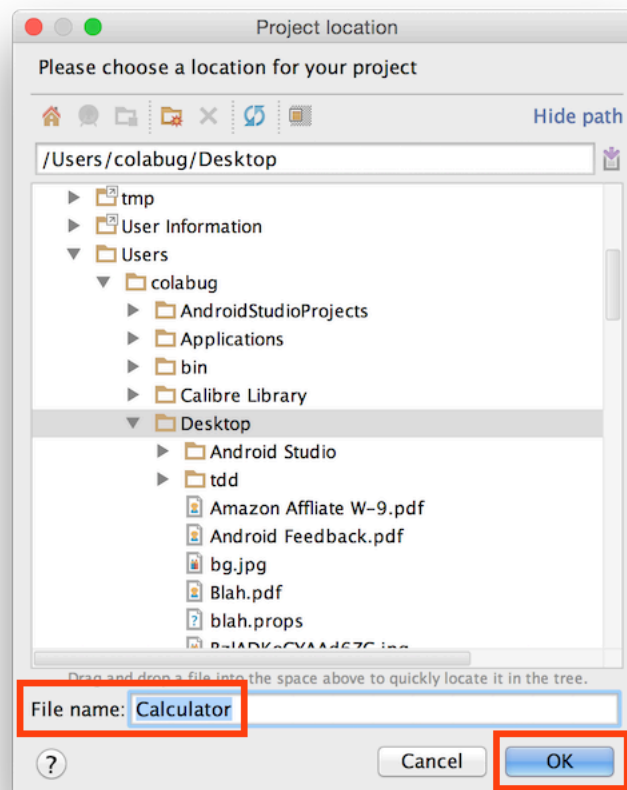 Project location
Please choose a location for your project
Hide path
/Users/colabug/Desktop
tmp
User Information
Users
colabug
AndroidStudioProjects
Applications
bin
Calibre Library
Desktop
Android Studio
tdd
Amazon Affliate W-9.pdf
Android Feedback.pdf
bg.jpg
Blah.pdf
blah.props
Drag and drop a file into the space above to quickly locate it in the tree.
File name: Calculator
? Cancel OK